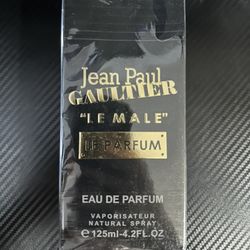 Jean Paul
GAULTIER
"LE MALE"
LE PARFUM
EAU DE PARFUM
VAPORISATEUR
NATURAL SPRAY
℮ 125ml-4.2FL.OZ